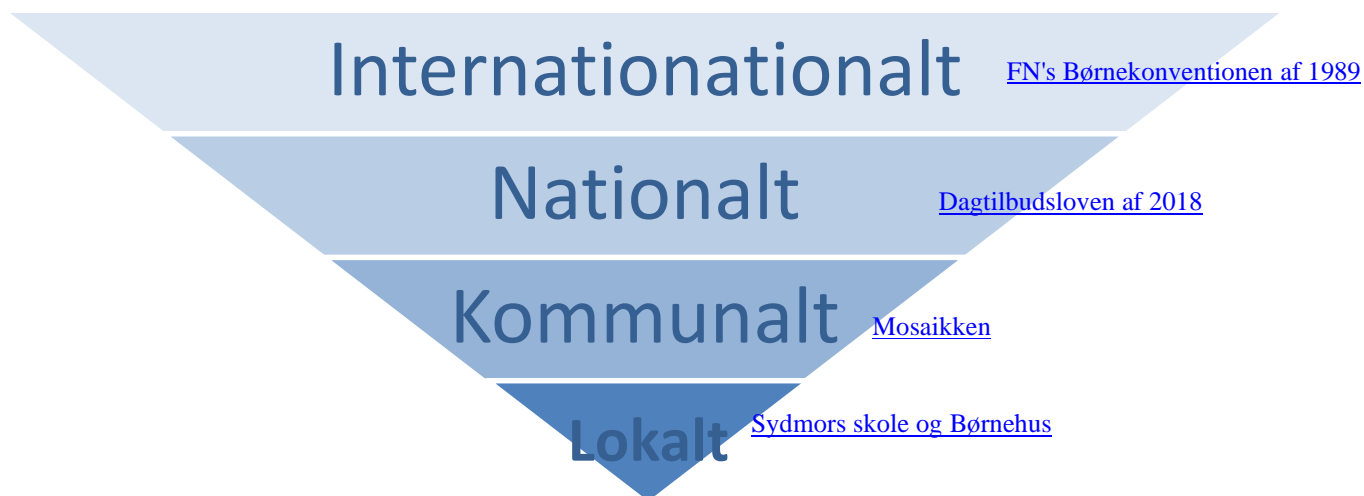 Internationationalt
FN's Børnekonventionen af 1989
Nationalt
Dagtilbudsloven af 2018
Kommunalt
Mosaikken
Lokalt
Sydmors skole og Børnehus